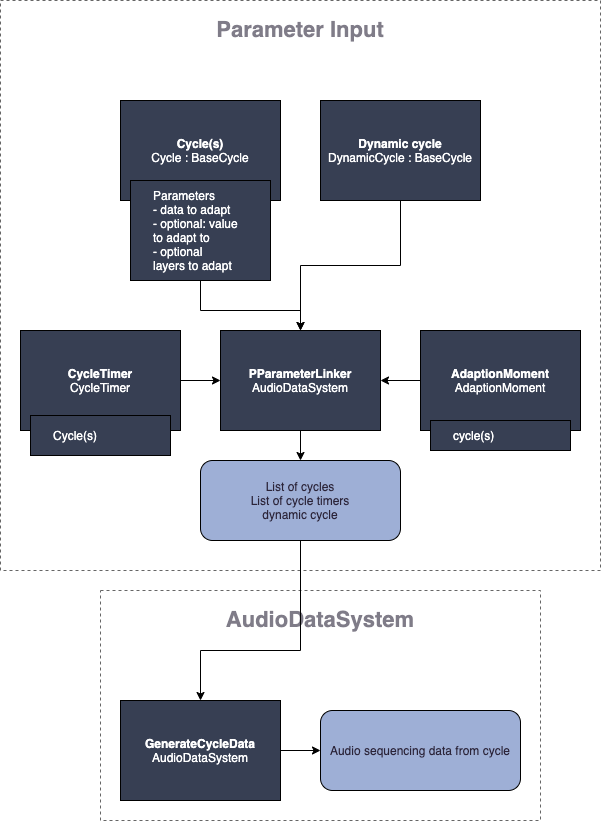 Parameter Input
Cycle(s)
Cycle : BaseCycle
Parameters
- data to adapt
- optional: value
to adapt to
- optional
layers to adapt
Dynamic cycle
DynamicCycle : BaseCycle
CycleTimer
CycleTimer
Cycle(s)
PParameterLinker
AudioDataSystem
AdaptionMoment
AdaptionMoment
cycle(s)
List of cycles
List of cycle timers
dynamic cycle
AudioDataSystem
GenerateCycleData
AudioDataSystem
Audio sequencing data from cycle